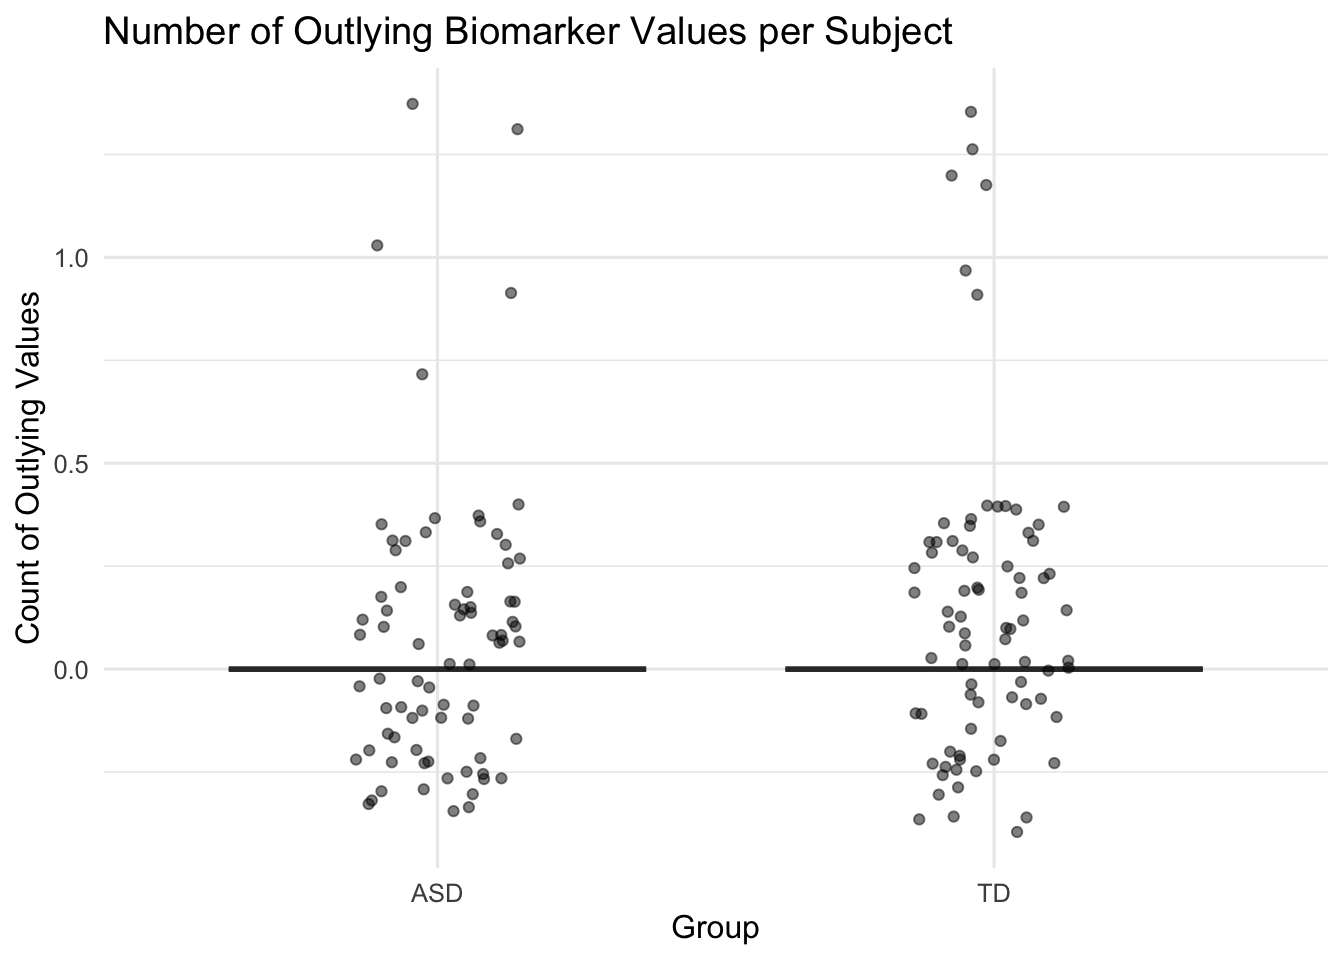 Number of Outlying Biomarker Values per Subject
Count of Outlying Values
1.0
0.5
0.0
ASD
TD
Group